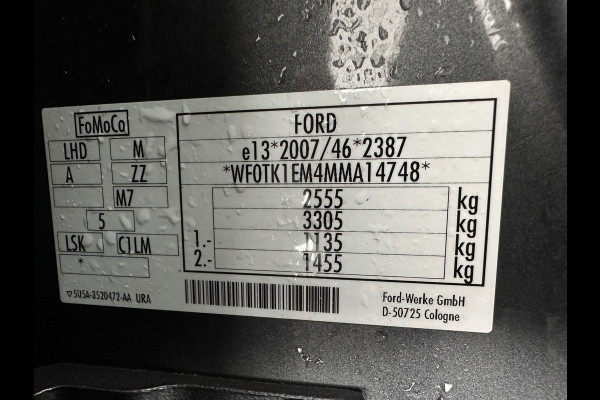 FoMoCo
LHD M
A ZZ
M7
5
LSK C1LM
*
FORD
e13*2007/46*2387
*WF0TK1EM4MMA14748*
2555 kg
3305 kg
1.- 1135 kg
2.- 1455 kg
5U5A-3520472-AA URA
Ford-Werke GmbH
D-50725 Cologne